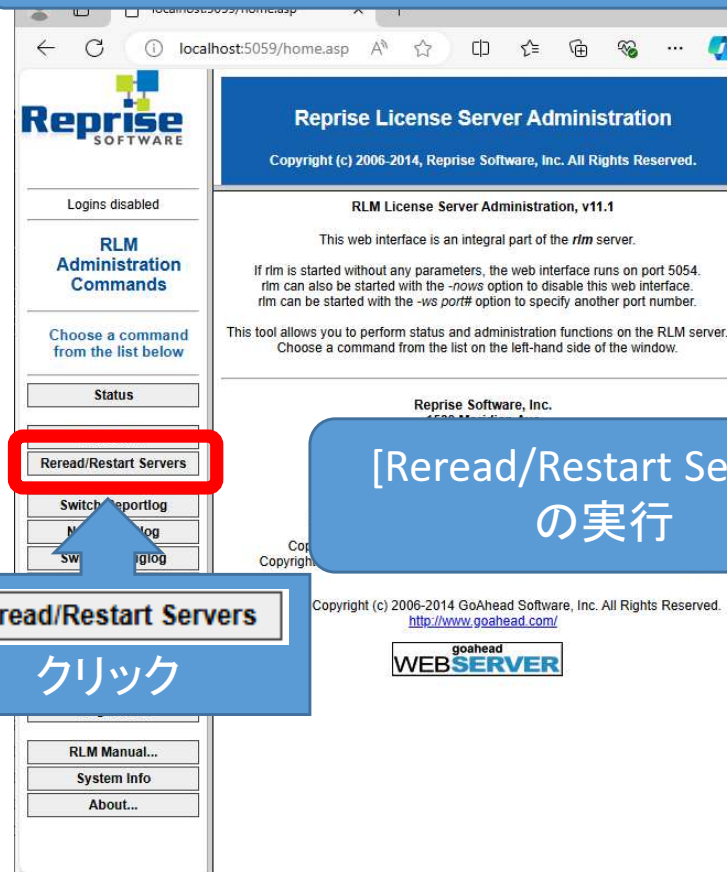 localhost:5059/home.asp
localhost:5059/home.asp
Reprise
SOFTWARE
Reprise License Server Administration
Copyright (c) 2006-2014, Reprise Software, Inc. All Rights Reserved.
Logins disabled
RLM
Administration
Commands
Choose a command
from the list below
Status
Reread/Restart Servers
Switch Reportlog
RLM Manual...
System Info
About...
RLM License Server Administration, v11.1
This web interface is an integral part of the rlm server.
If rlm is started without any parameters, the web interface runs on port 5054.
rlm can also be started with the -nows option to disable this web interface.
rlm can be started with the -ws port# option to specify another port number.
This tool allows you to perform status and administration functions on the RLM server.
Choose a command from the list on the left-hand side of the window.
Reprise Software, Inc.
[Reread/Restart Se
の実行
Copyright
Copyright (c) 2006-2014 GoAhead Software, Inc. All Rights Reserved.
http://www.goahead.com/
goahead
WEBSERVER
read/Restart Servers
クリック